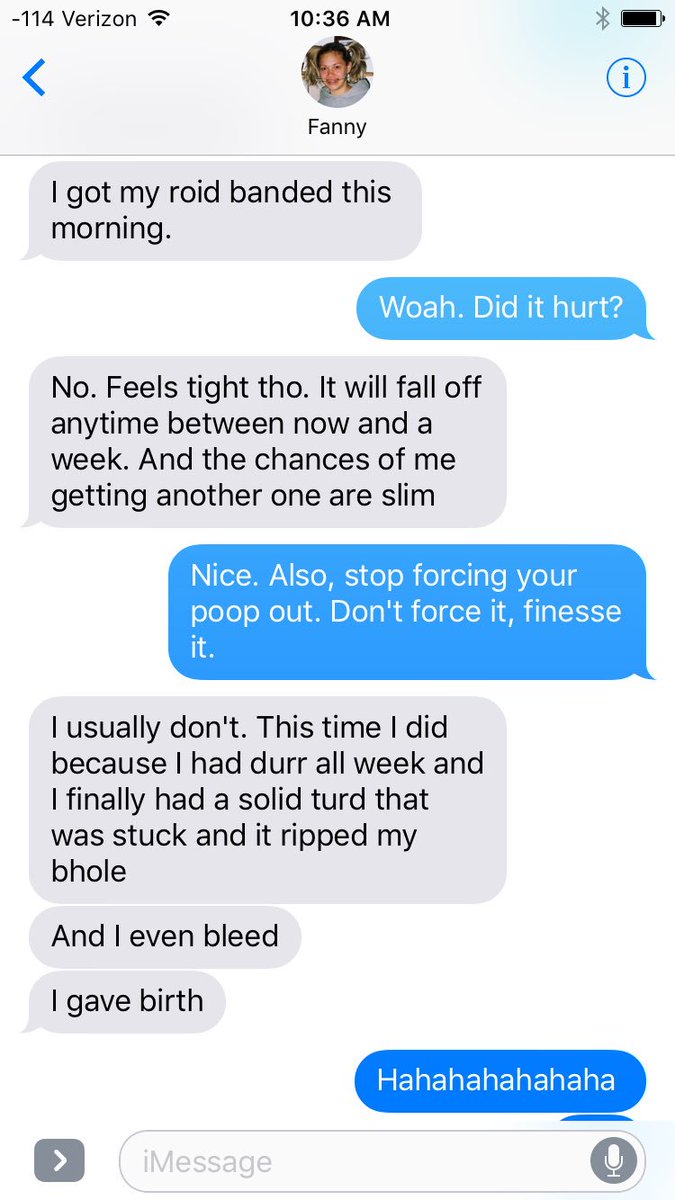 -114 Verizon 10:36 AM
Fanny
I got my roid banded this
morning.
Woah. Did it hurt?
No. Feels tight tho. It will fall off
anytime between now and a
week. And the chances of me
getting another one are slim
Nice. Also, stop forcing your
poop out. Don't force it, finesse
it.
I usually don't. This time I did
because I had durr all week and
I finally had a solid turd that
was stuck and it ripped my
bhole
And I even bleed
I gave birth
Hahahahahahaha
iMessage